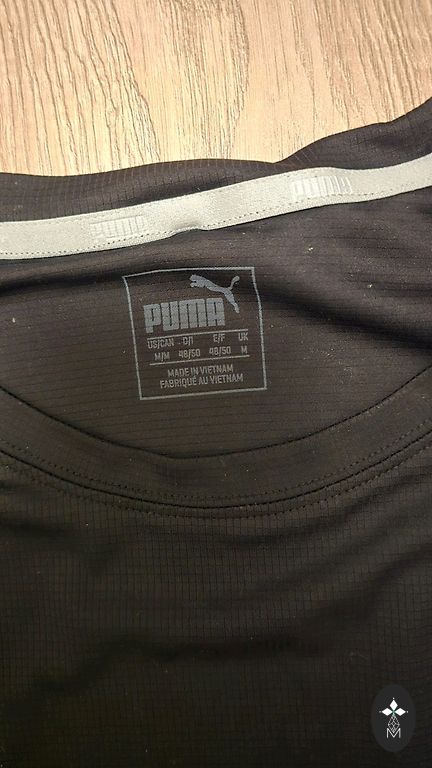 PUMA PUMA
PUMA
US/CAN D/I E/F UK
M/M 48/50 48/50 M
MADE IN VIETNAM
FABRIQUÉ AU VIETNAM
M